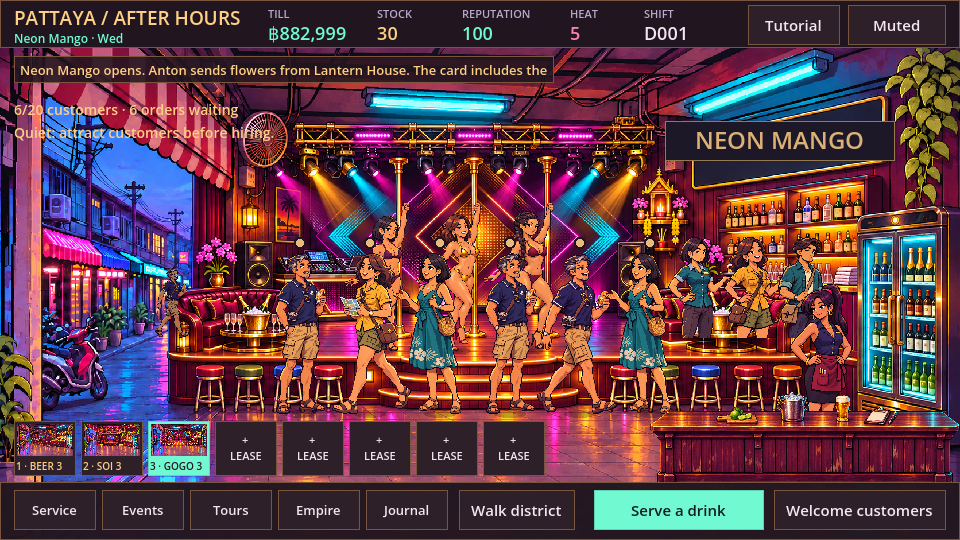 PATTAYA / AFTER HOURS
Neon Mango · Wed
TILL
฿882,999
STOCK
30
REPUTATION
100
HEAT
5
SHIFT
D001
Tutorial
Muted
Neon Mango opens. Anton sends flowers from Lantern House. The card includes the
6/20 customers · 6 orders waiting
Quiet: attract customers before hiring.
NEON MANGO
1 · BEER 3
2 · SOI 3
3 · GOGO 3
+
LEASE
+
LEASE
+
LEASE
+
LEASE
+
LEASE
Service
Events
Tours
Empire
Journal
Walk district
Serve a drink
Welcome customers